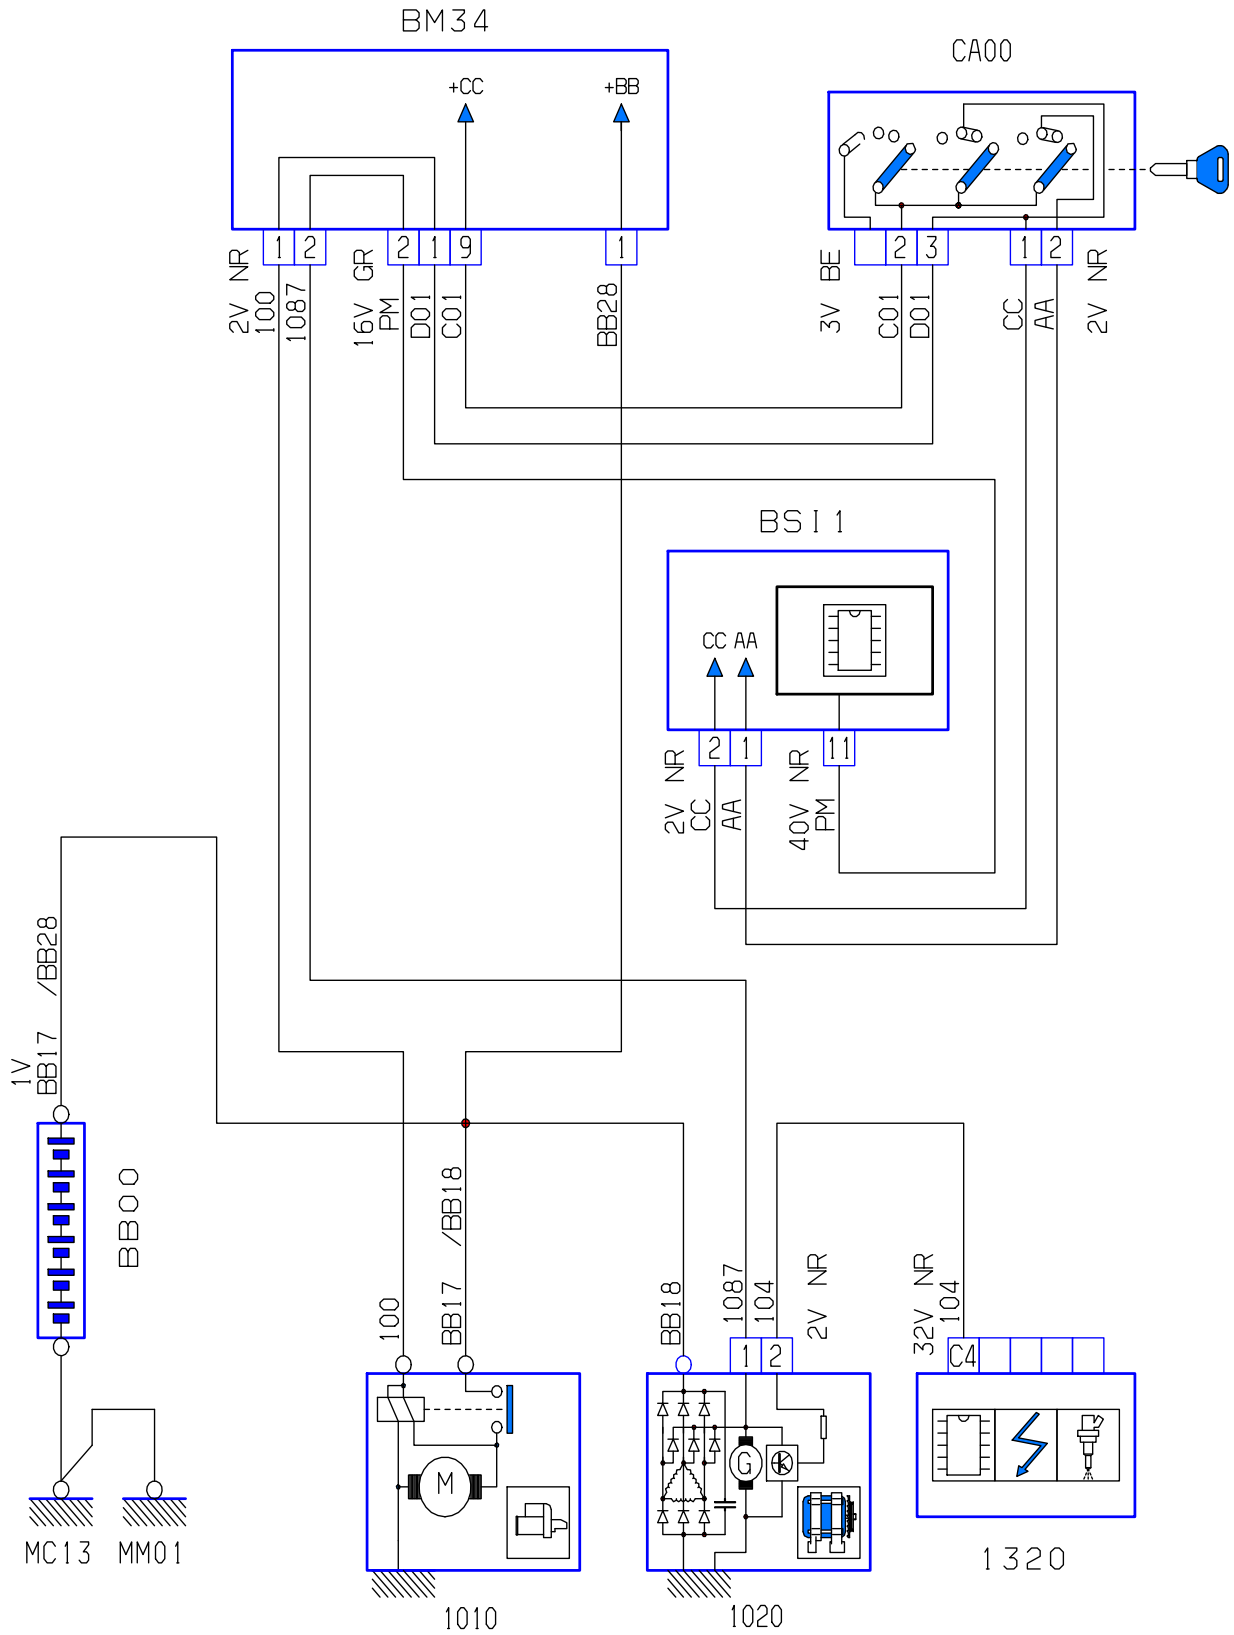 BM34
CA00
+CC
+BB
1
2
2
1
9
1
2
3
1
2
2V NR
100
1087
16V GR
PM
D01
C01
BB28
3V BE
C01
D01
CC
AA
2V NR
BSI1
CC AA
2
1
11
2V NR
CC
AA
40V NR
PM
1V
BB17 /BB28
BB00
100
BB17 /BB18
BB18
1087
104
2V NR
32V NR
104
1
2
C4
M
G
MC13
MM01
1010
1020
1320